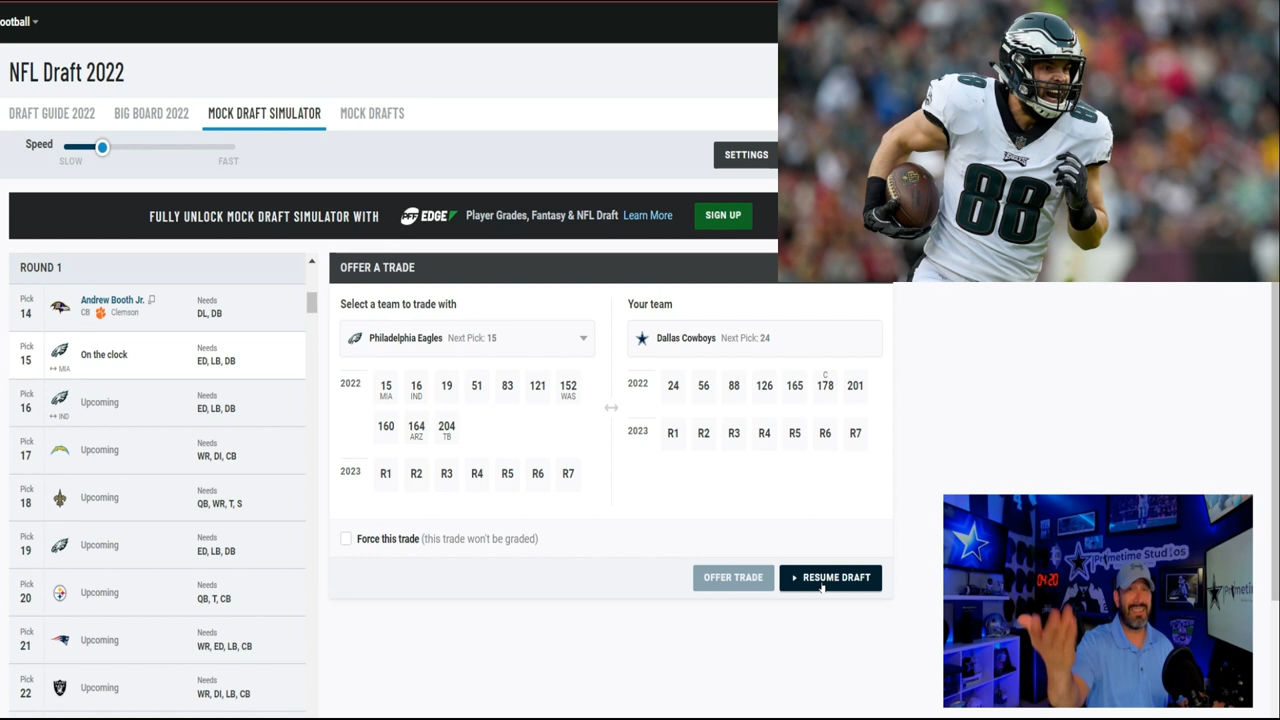 ootball
NFL Draft 2022
DRAFT GUIDE 2022 BIG BOARD 2022 MOCK DRAFT SIMULATOR MOCK DRAFTS
Speed
SLOW FAST
SETTINGS
FULLY UNLOCK MOCK DRAFT SIMULATOR WITH PFF EDGE Player Grades, Fantasy & NFL Draft Learn More SIGN UP
ROUND 1
Pick 14 Andrew Booth Jr. Needs
CB Clemson DL, DB
Pick 15 On the clock Needs
↔ MIA ED, LB, DB
Pick 16 Upcoming Needs
↔ IND ED, LB, DB
Pick 17 Upcoming Needs
WR, DI, CB
Pick 18 Upcoming Needs
QB, WR, T, S
Pick 19 Upcoming Needs
ED, LB, DB
Pick 20 Upcoming Needs
QB, T, CB
Pick 21 Upcoming Needs
WR, ED, LB, CB
Pick 22 Upcoming Needs
WR, DI, LB, CB
OFFER A TRADE
Select a team to trade with
Philadelphia Eagles Next Pick: 15
2022 15 16 19 51 83 121 152
MIA IND WAS
160 164 204
ARZ TB
2023 R1 R2 R3 R4 R5 R6 R7
Your team
Dallas Cowboys Next Pick: 24
C
2022 24 56 88 126 165 178 201
2023 R1 R2 R3 R4 R5 R6 R7
Force this trade (this trade won't be graded)
OFFER TRADE RESUME DRAFT
88
88
EAGLES
Primetime Studios
04:20